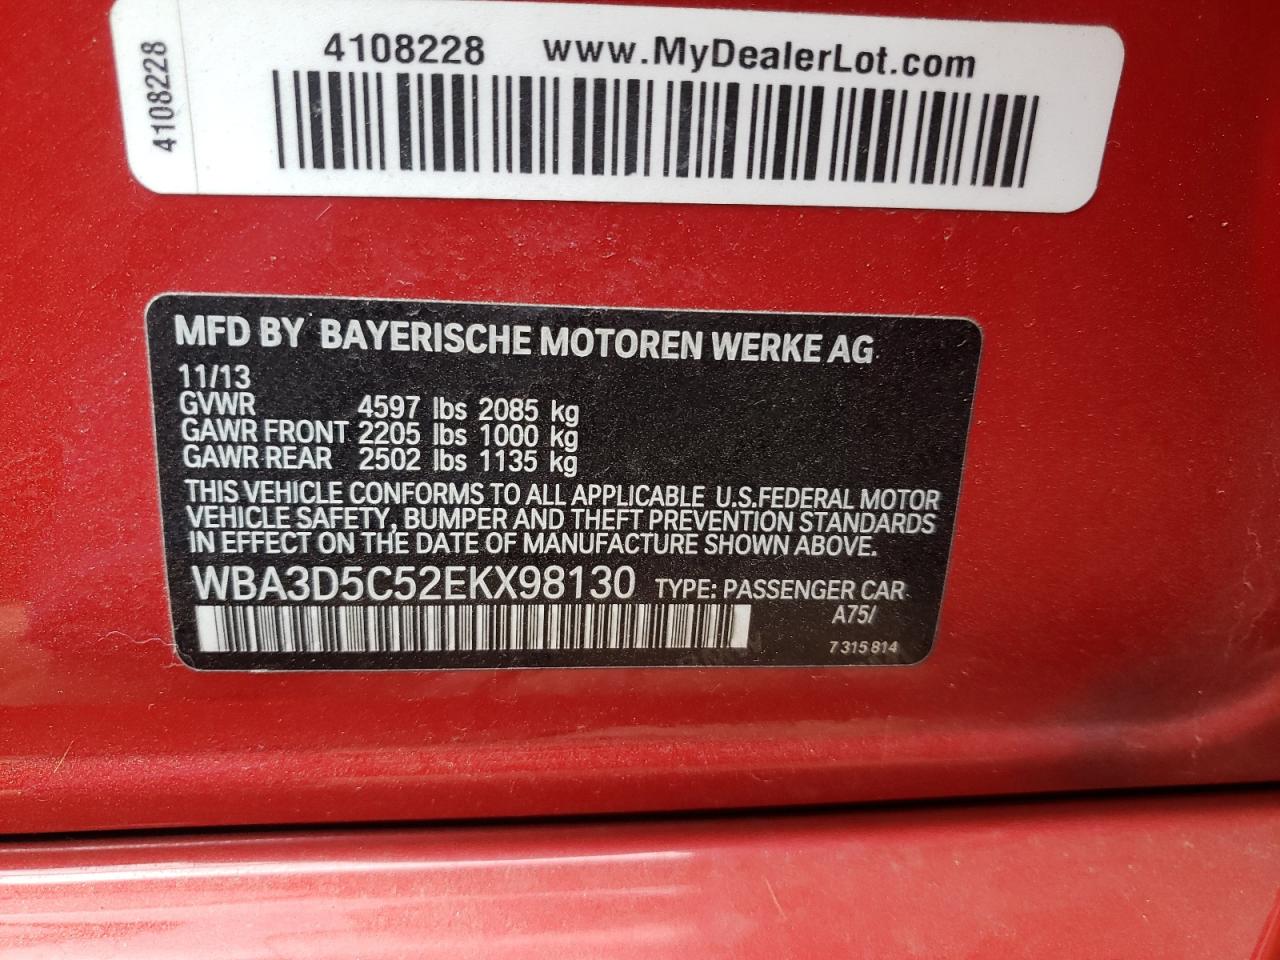 4108228 www.MyDealerLot.com
4108228
MFD BY BAYERISCHE MOTOREN WERKE AG
11/13
GVWR 4597 lbs 2085 kg
GAWR FRONT 2205 lbs 1000 kg
GAWR REAR 2502 lbs 1135 kg
THIS VEHICLE CONFORMS TO ALL APPLICABLE U.S.FEDERAL MOTOR
VEHICLE SAFETY, BUMPER AND THEFT PREVENTION STANDARDS
IN EFFECT ON THE DATE OF MANUFACTURE SHOWN ABOVE.
WBA3D5C52EKX98130 TYPE: PASSENGER CAR
A75/
7315814